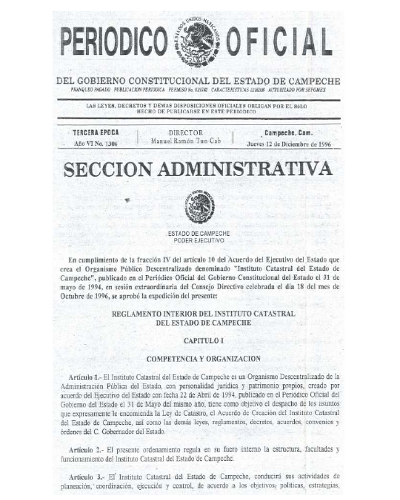 PERIODICO OFICIAL
DEL GOBIERNO CONSTITUCIONAL DEL ESTADO DE CAMPECHE
FRANQUEO PAGADO PUBLICACION PERIODICA PERMISO No. CARACTERISTICAS AUTORIZADO POR SEPOMEX
LAS LEYES, DECRETOS Y DEMAS DISPOSICIONES OFICIALES OBLIGAN POR EL SOLO
HECHO DE PUBLICARSE EN ESTE PERIODICO
TERCERA EPOCA
Año VI No. 1306
DIRECTOR
Manuel Ramón Tun Cab
Campeche, Cam.
Jueves 12 de Diciembre de 1996
SECCION ADMINISTRATIVA
ESTADO DE CAMPECHE
PODER EJECUTIVO
En cumplimiento de la fracción IV del artículo 10 del Acuerdo del Ejecutivo del Estado que
crea el Organismo Público Descentralizado denominado "Instituto Catastral del Estado de
Campeche", publicado en el Periódico Oficial del Gobierno Constitucional del Estado el 31 de
mayo de 1994, en sesión extraordinaria del Consejo Directivo celebrada el día 18 del mes de
Octubre de 1996, se aprobó la expedición del presente:
REGLAMENTO INTERIOR DEL INSTITUTO CATASTRAL
DEL ESTADO DE CAMPECHE
CAPITULO I
COMPETENCIA Y ORGANIZACION
Artículo 1.- El Instituto Catastral del Estado de Campeche es un Organismo Descentralizado de la
Administración Pública del Estado, con personalidad jurídica y patrimonio propios, creado por
acuerdo del Ejecutivo del Estado con fecha 22 de Abril de 1994, publicado en el Periódico Oficial del
Gobierno del Estado el 31 de Mayo del mismo año, tiene como objetivo el despacho de los asuntos
que expresamente le encomienda la Ley de Catastro, el Acuerdo de Creación del Instituto Catastral
del Estado de Campeche, así como las demás leyes, reglamentos, decretos, acuerdos, convenios y
órdenes del C. Gobernador del Estado.
Artículo 2.- El presente ordenamiento regula en su fuero interno la estructura, facultades y
funcionamiento del Instituto Catastral del Estado de Campeche.
Artículo 3.- El Instituto Catastral del Estado de Campeche, conducirá sus actividades de
planeación, coordinación, ejecución y control, de acuerdo a los objetivos, políticas, estrategias,